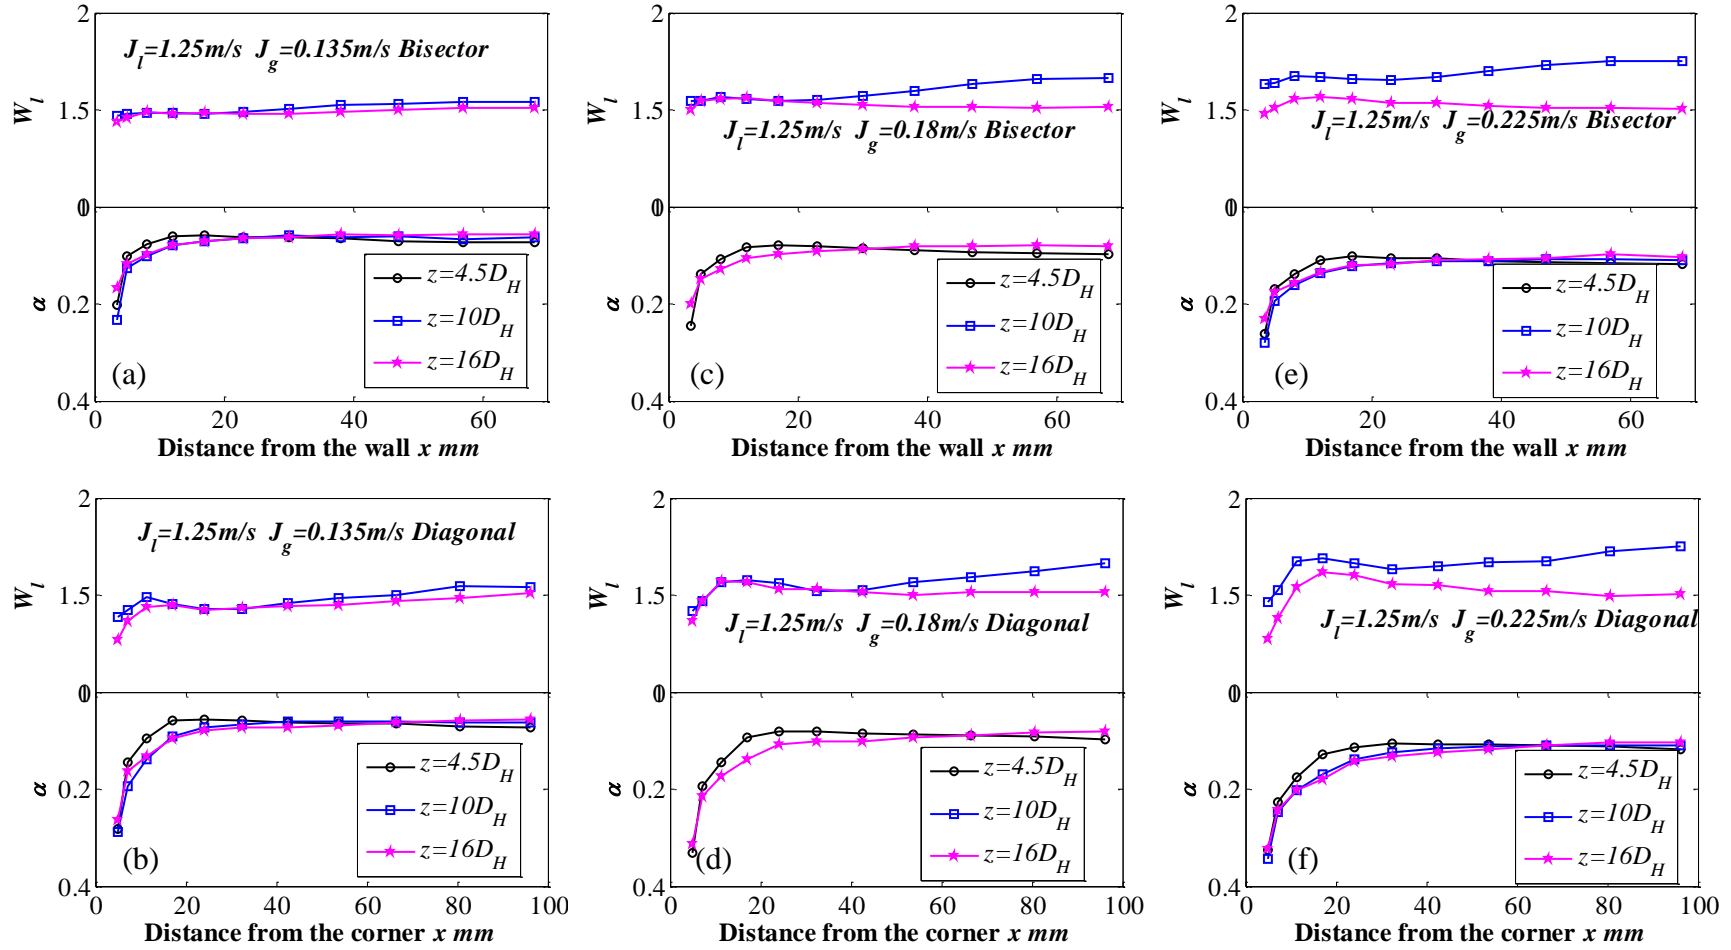 2
J_l=1.25m/s J_g=0.135m/s Bisector
W_l
1.5
0
α
0.2
z=4.5D_H
z=10D_H
z=16D_H
(a)
0.4
0 20 40 60
Distance from the wall x mm
2
W_l
1.5
J_l=1.25m/s J_g=0.18m/s Bisector
0
α
0.2
z=4.5D_H
z=10D_H
z=16D_H
(c)
0.4
0 20 40 60
Distance from the wall x mm
2
W_l
1.5
J_l=1.25m/s J_g=0.225m/s Bisector
0
α
0.2
z=4.5D_H
z=10D_H
z=16D_H
(e)
0.4
0 20 40 60
Distance from the wall x mm
2
J_l=1.25m/s J_g=0.135m/s Diagonal
W_l
1.5
0
α
0.2
z=4.5D_H
z=10D_H
z=16D_H
(b)
0.4
0 20 40 60 80 100
Distance from the corner x mm
2
W_l
1.5
J_l=1.25m/s J_g=0.18m/s Diagonal
0
α
0.2
z=4.5D_H
z=10D_H
z=16D_H
(d)
0.4
0 20 40 60 80 100
Distance from the corner x mm
2
W_l
1.5
J_l=1.25m/s J_g=0.225m/s Diagonal
0
α
0.2
z=4.5D_H
z=10D_H
z=16D_H
(f)
0.4
0 20 40 60 80 100
Distance from the corner x mm